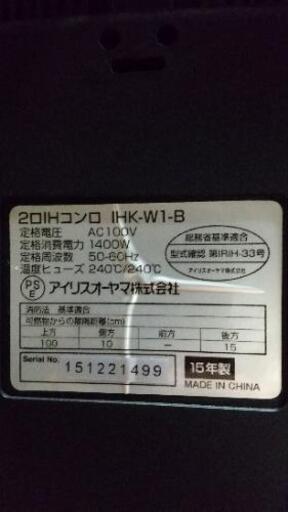 2口IHコンロ IHK-W1-B
定格電圧 AC100V
定格消費電力 1400W
定格周波数 50-60Hz
温度ヒューズ 240℃/240℃
総務省基準適合
型式確認 第IRIH-33号
アイリスオーヤマ株式会社
PS E アイリスオーヤマ株式会社
消防法 基準適合
可燃物からの離隔距離(cm)
上方 側方 前方 後方
100 10 − 15
Serial No. 151221499
15年製
MADE IN CHINA